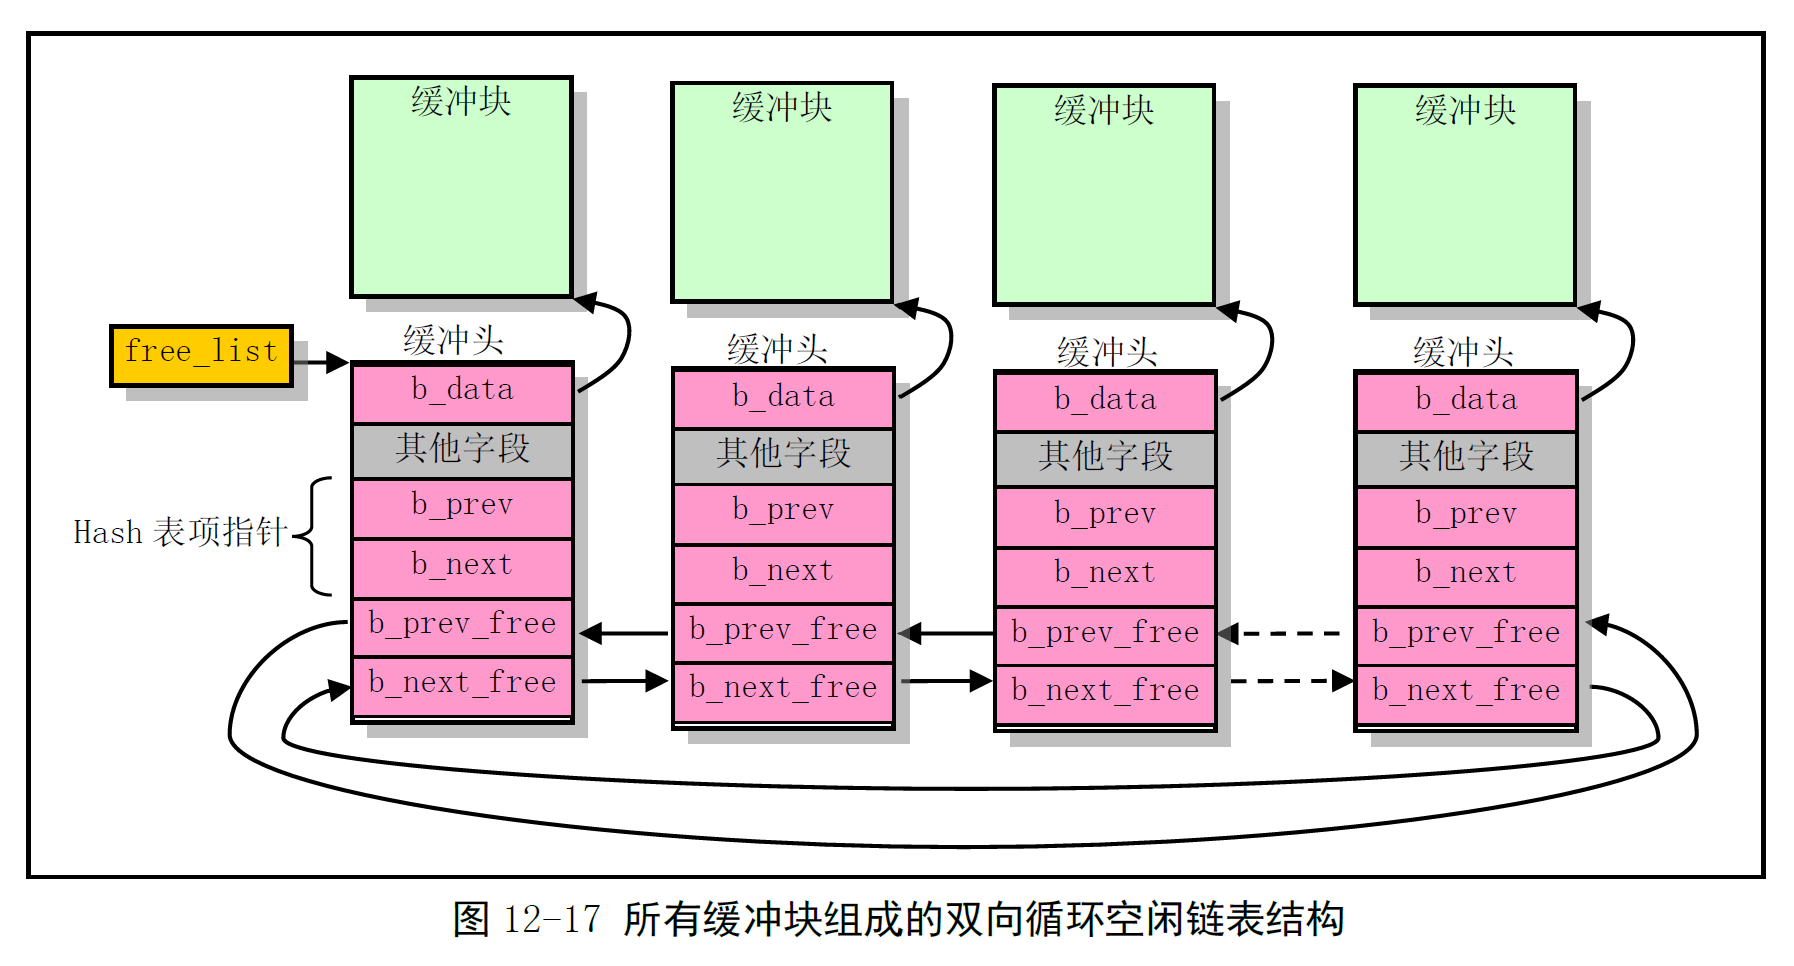 缓冲块 缓冲块 缓冲块 缓冲块
free_list
缓冲头 缓冲头 缓冲头 缓冲头
b_data b_data b_data b_data
其他字段 其他字段 其他字段 其他字段
b_prev b_prev b_prev b_prev
Hash 表项指针
b_next b_next b_next b_next
b_prev_free b_prev_free b_prev_free b_prev_free
b_next_free b_next_free b_next_free b_next_free
图 12-17 所有缓冲块组成的双向循环空闲链表结构